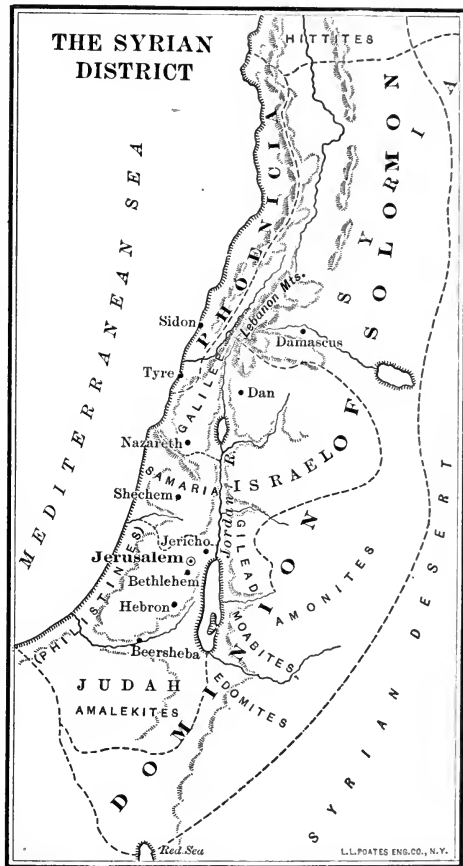 THE SYRIAN
DISTRICT
HITTITES
MEDITERRANEAN SEA
PHOENICIA
SYRIA
DOMINION OF SOLORMON
Lebanon Mts.
Sidon
Damascus
Tyre
Dan
GALILEE
Nazareth
ISRAEL
SAMARIA
Shechem
Jordan R.
GILEAD
Jericho
Jerusalem
Bethlehem
AMONITES
(PHILISTINES)
Hebron
MOABITES
Beersheba
JUDAH
EDOMITES
AMALEKITES
SYRIAN DESERT
Red Sea
L.L.POATES ENG.CO., N.Y.